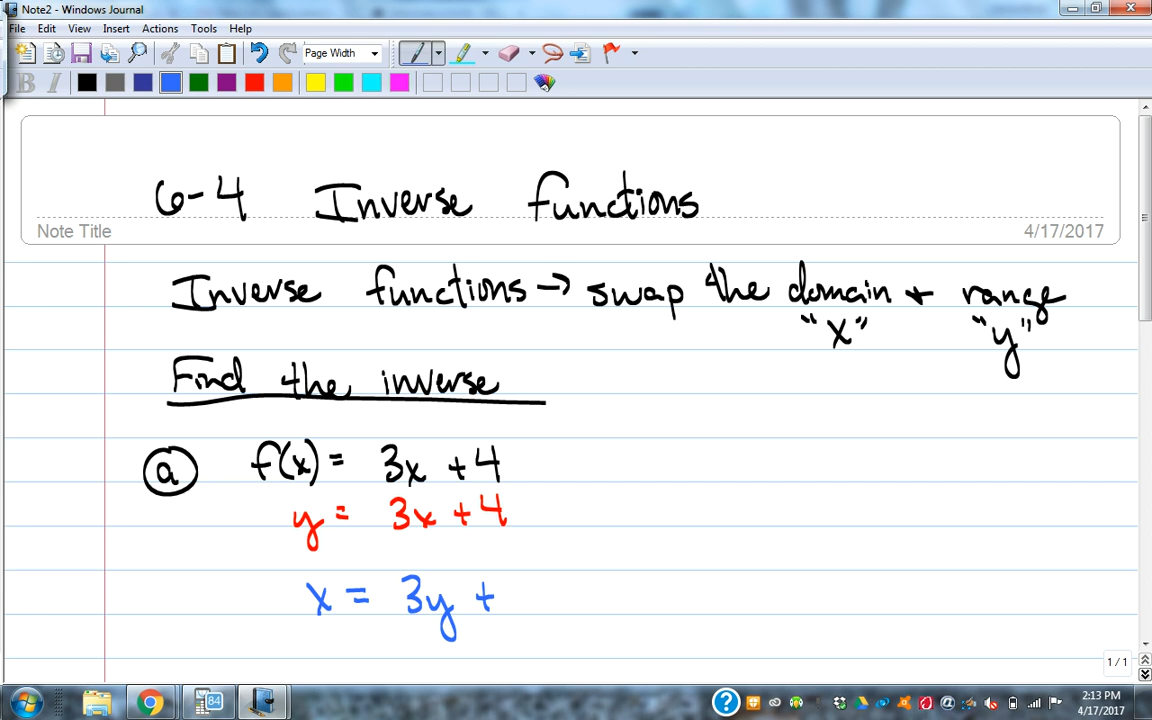 Note2 - Windows Journal
File Edit View Insert Actions Tools Help
Page Width
B I
6-4 Inverse functions
Note Title
4/17/2017
Inverse functions → swap the domain + range
"x" "y"
Find the inverse
a f(x) = 3x + 4
y = 3x + 4
x = 3y +
1 / 1
84
2:13 PM
4/17/2017